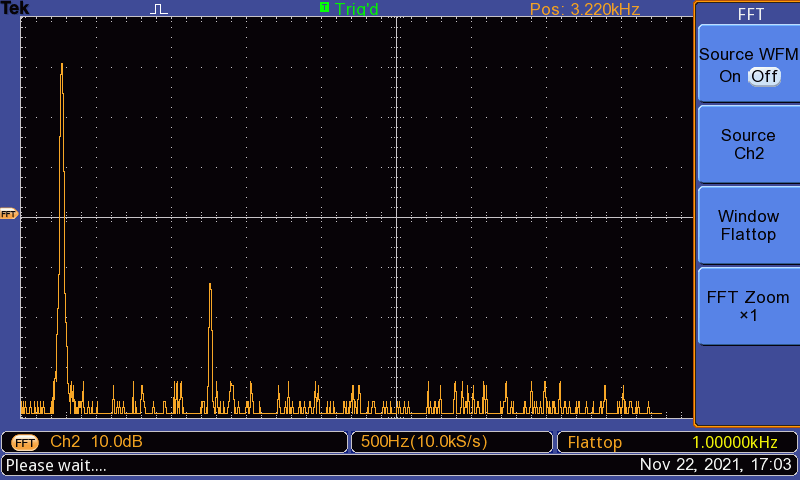 Tek T Trig'd Pos: 3.220kHz
FFT
Source WFM
On Off
Source
Ch2
Window
Flattop
FFT Zoom
×1
FFT
FFT Ch2 10.0dB 500Hz(10.0kS/s) Flattop 1.00000kHz
Please wait.... Nov 22, 2021, 17:03